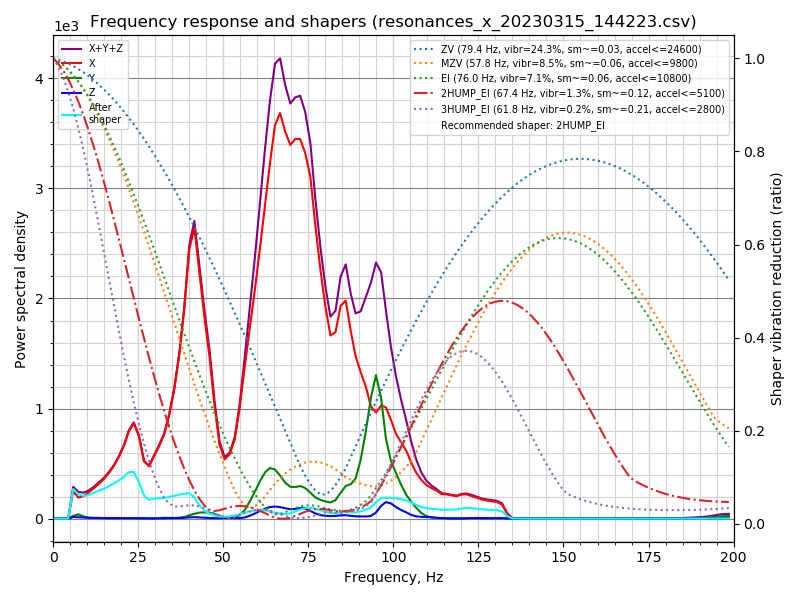 Frequency response and shapers (resonances_x_20230315_144223.csv)
1e3
X+Y+Z
X
Y
Z
After
shaper
ZV (79.4 Hz, vibr=24.3%, sm~=0.03, accel<=24600)
MZV (57.8 Hz, vibr=8.5%, sm~=0.06, accel<=9800)
EI (76.0 Hz, vibr=7.1%, sm~=0.06, accel<=10800)
2HUMP_EI (67.4 Hz, vibr=1.3%, sm~=0.12, accel<=5100)
3HUMP_EI (61.8 Hz, vibr=0.2%, sm~=0.21, accel<=2800)
Recommended shaper: 2HUMP_EI
4
3
2
1
0
Power spectral density
1.0
0.8
0.6
0.4
0.2
0.0
Shaper vibration reduction (ratio)
0 25 50 75 100 125 150 175 200
Frequency, Hz